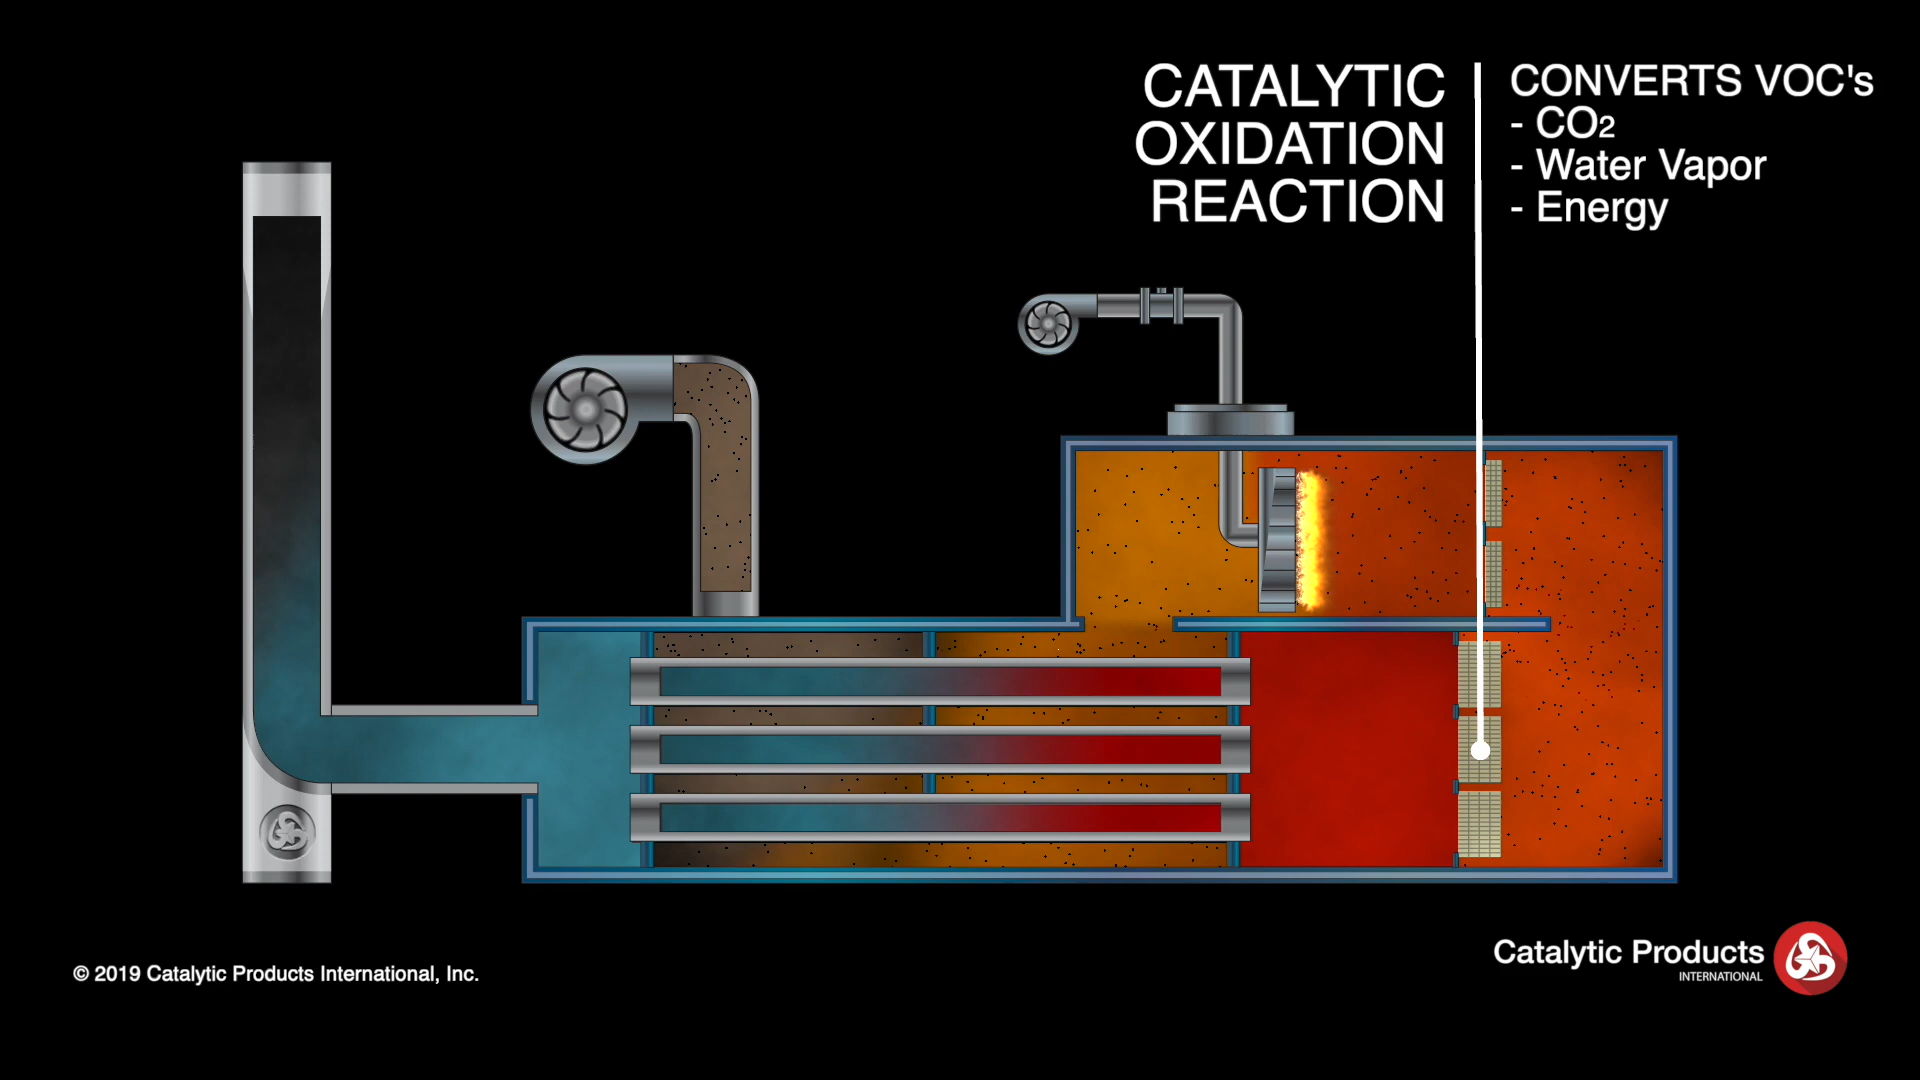 CATALYTIC
OXIDATION
REACTION
CONVERTS VOC's
- CO2
- Water Vapor
- Energy
© 2019 Catalytic Products International, Inc.
Catalytic Products
INTERNATIONAL